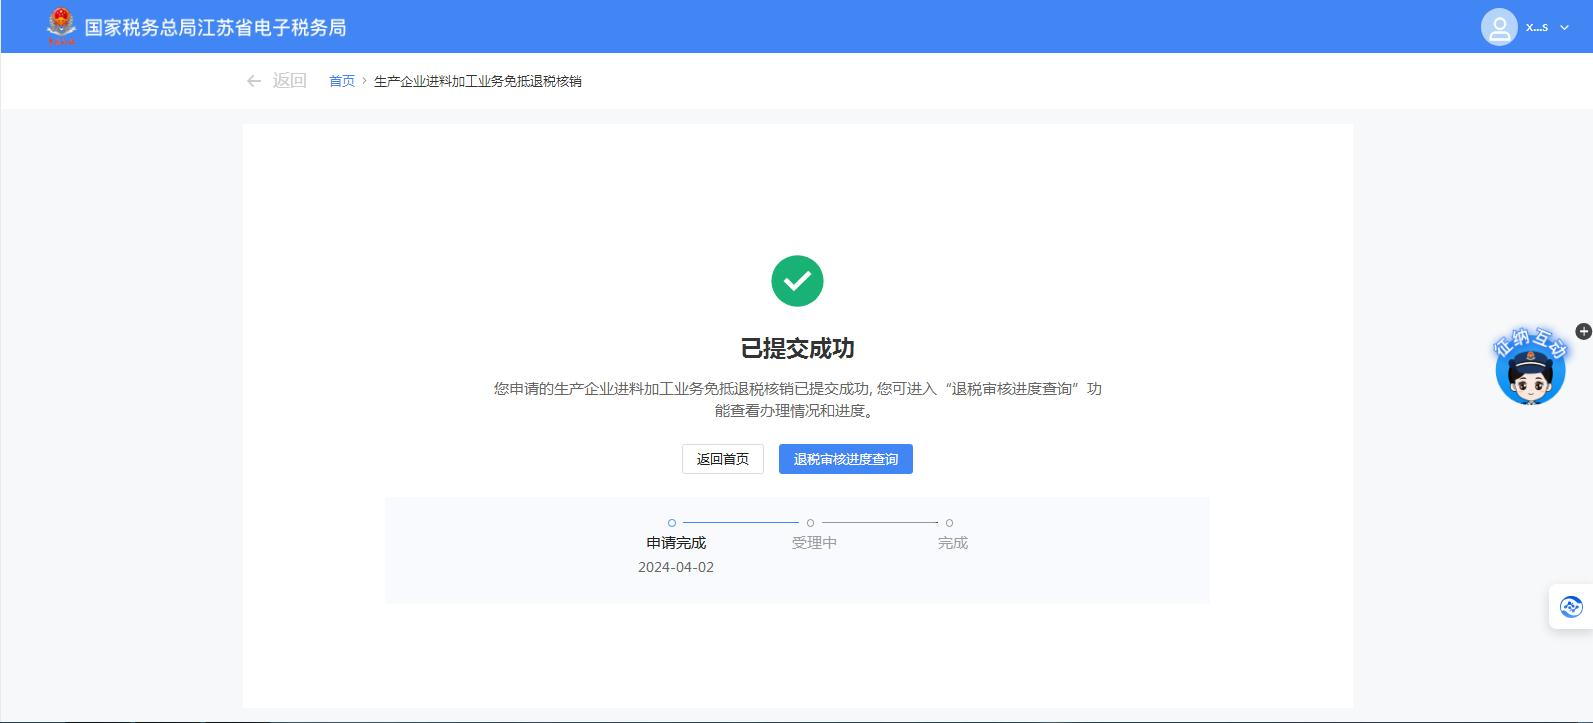 国家税务总局江苏省电子税务局
x...s
返回
首页 > 生产企业进料加工业务免抵退税核销
已提交成功
您申请的生产企业进料加工业务免抵退税核销已提交成功, 您可进入“退税审核进度查询”功
能查看办理情况和进度。
返回首页
退税审核进度查询
申请完成
受理中
完成
2024-04-02
征纳互动